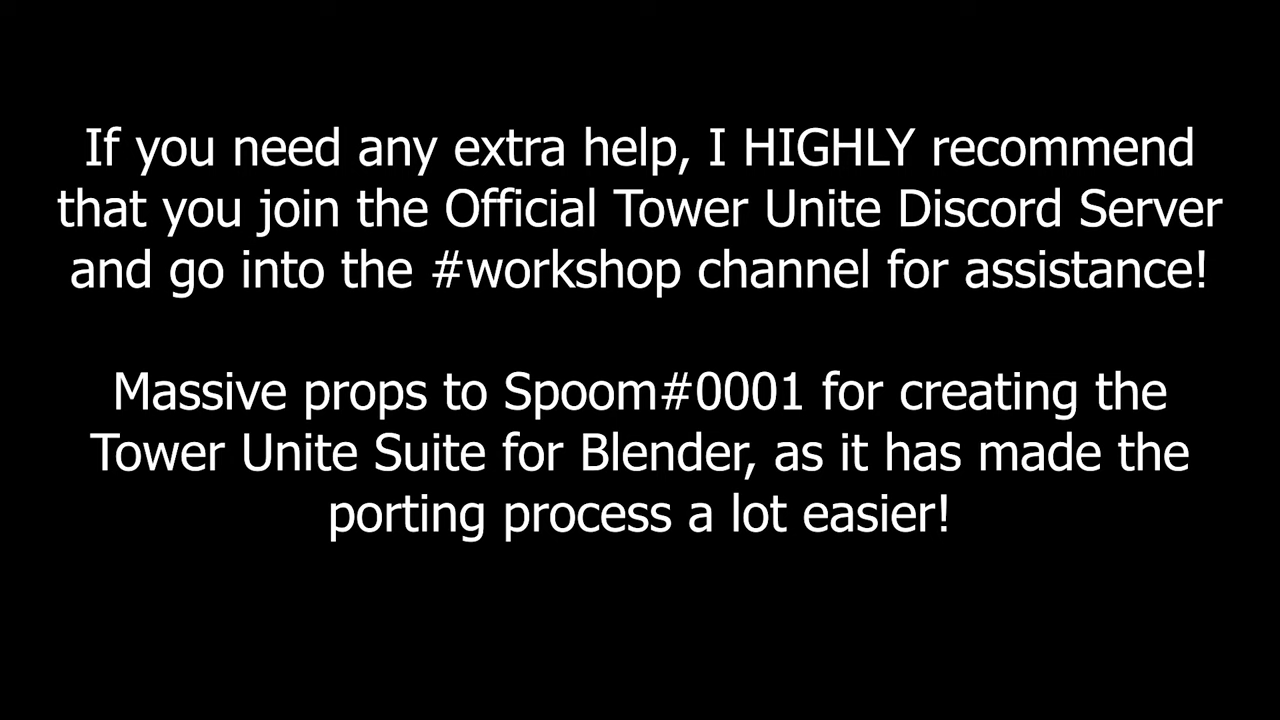 If you need any extra help, I HIGHLY recommend
that you join the Official Tower Unite Discord Server
and go into the #workshop channel for assistance!
Massive props to Spoom#0001 for creating the
Tower Unite Suite for Blender, as it has made the
porting process a lot easier!